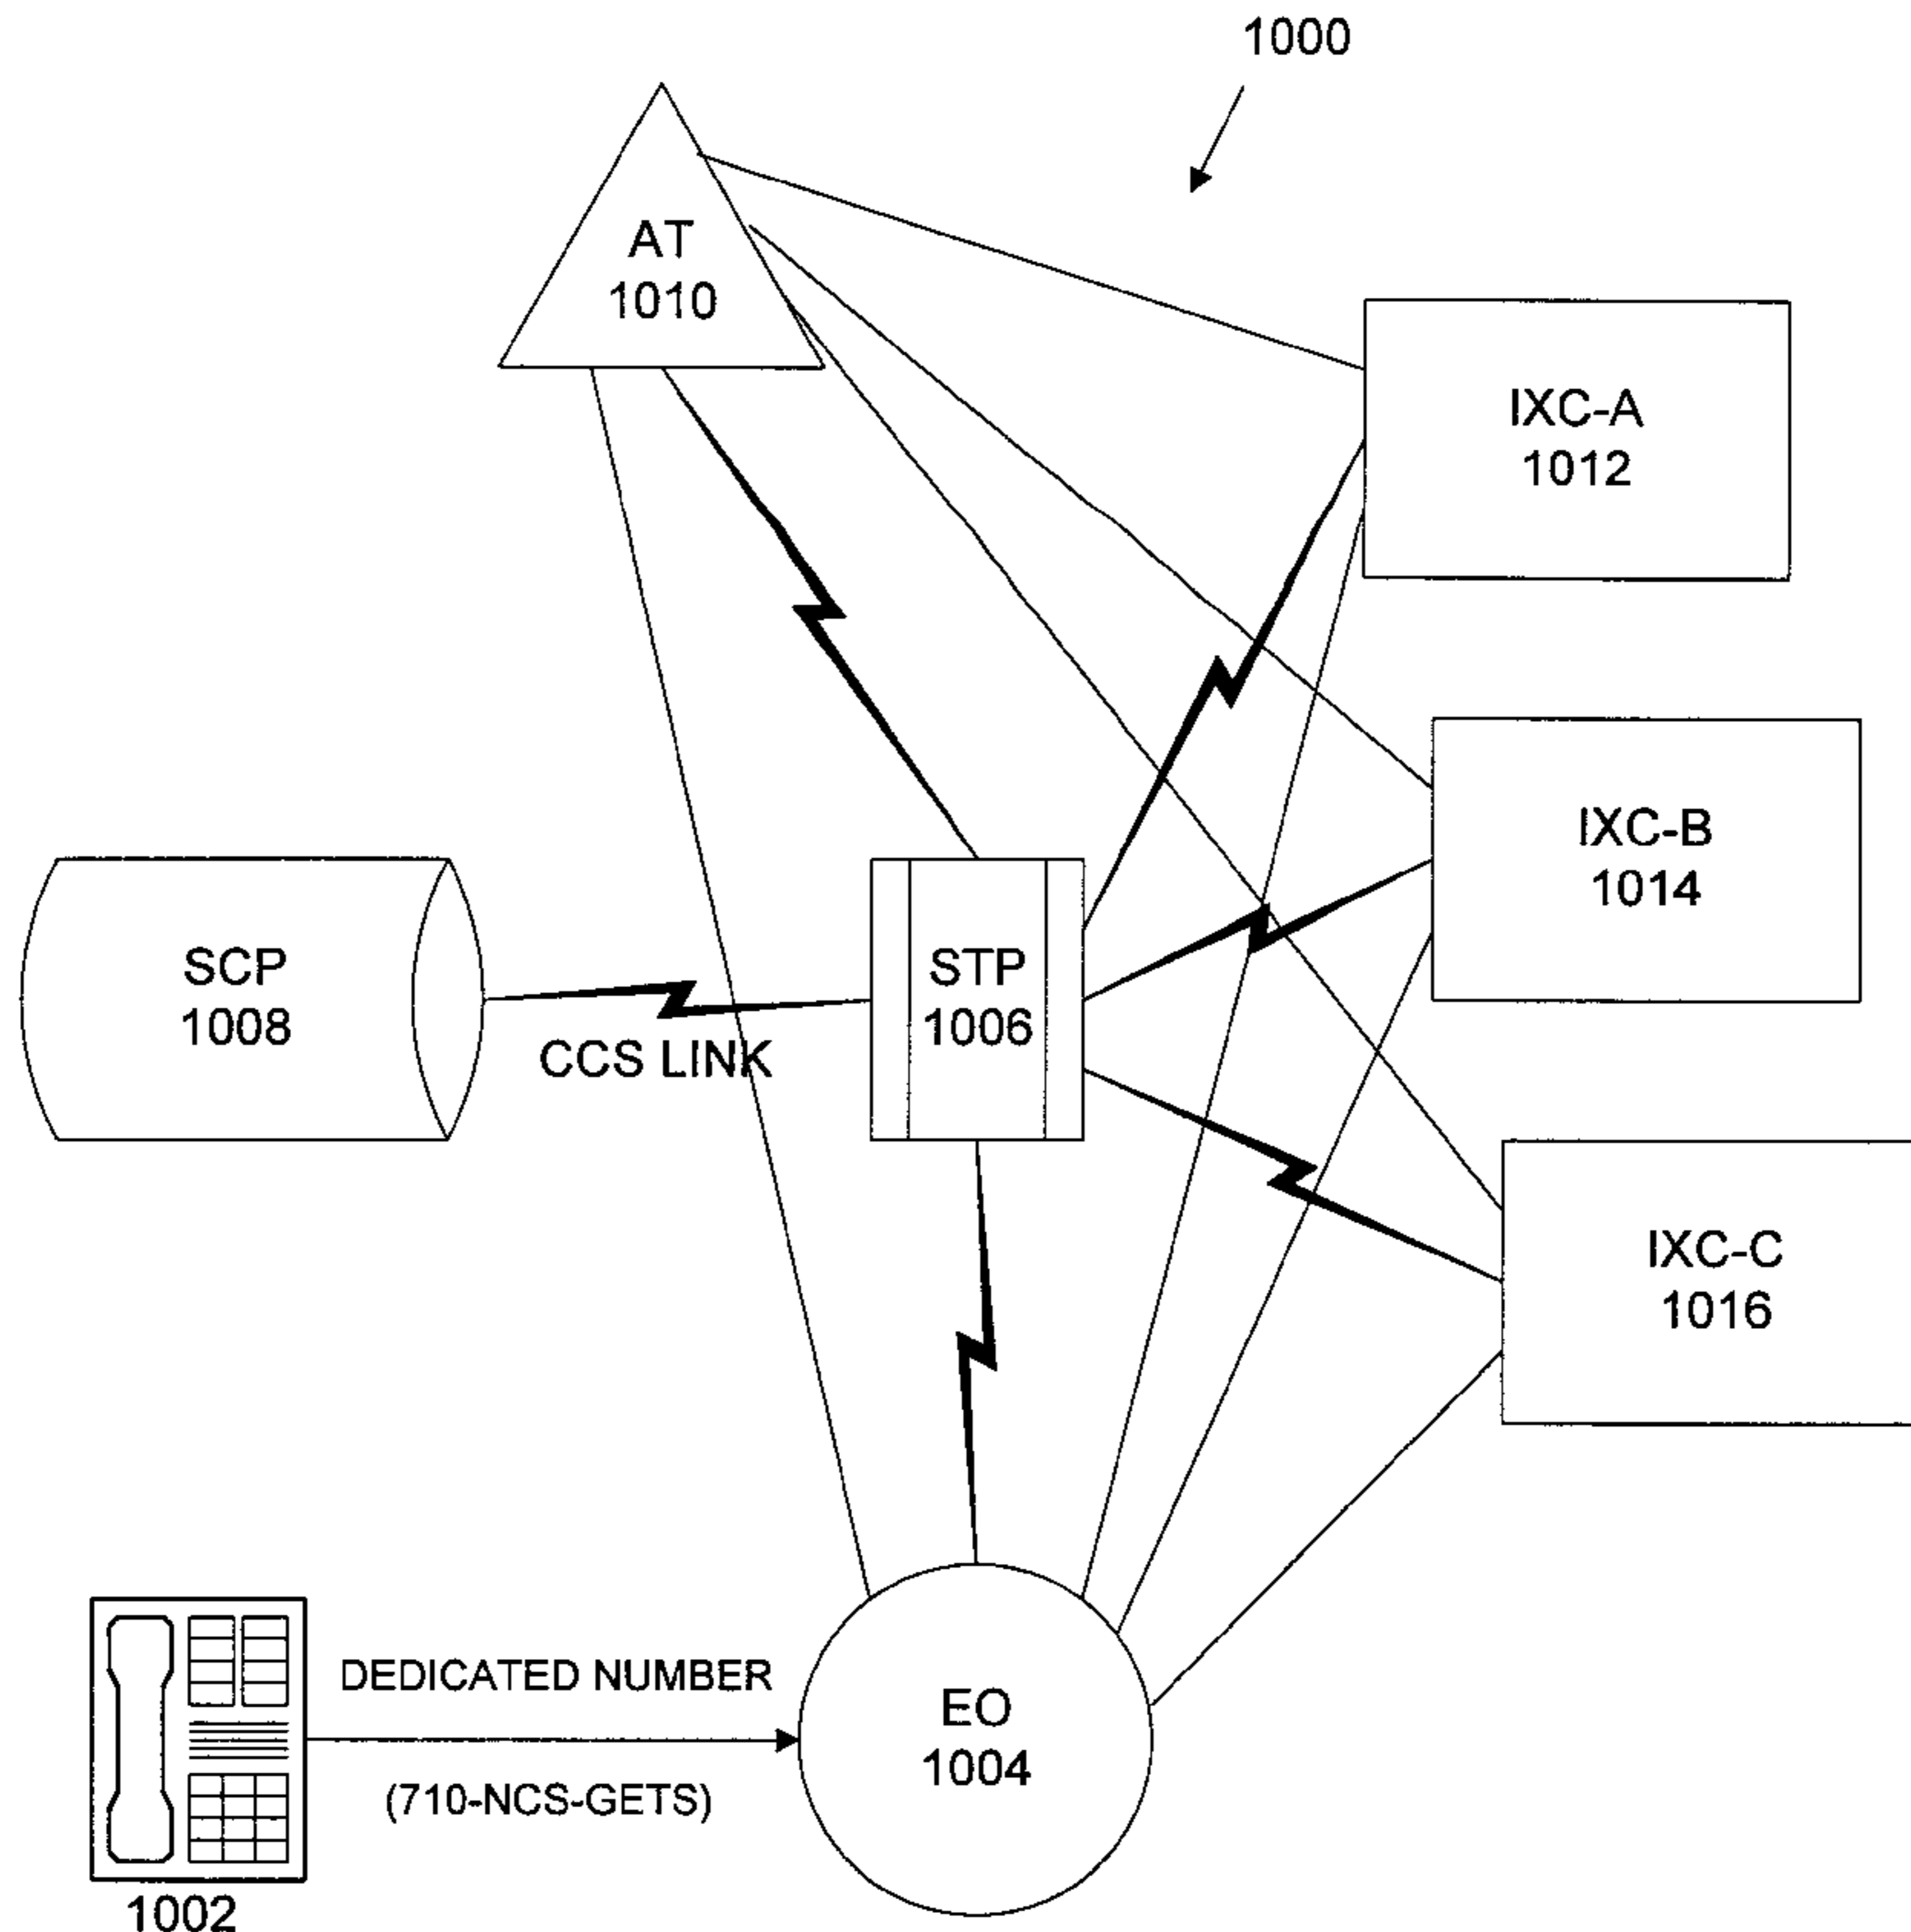 1000
AT
1010
IXC-A
1012
IXC-B
1014
SCP
1008
STP
1006
CCS LINK
IXC-C
1016
DEDICATED NUMBER
(710-NCS-GETS)
EO
1004
1002